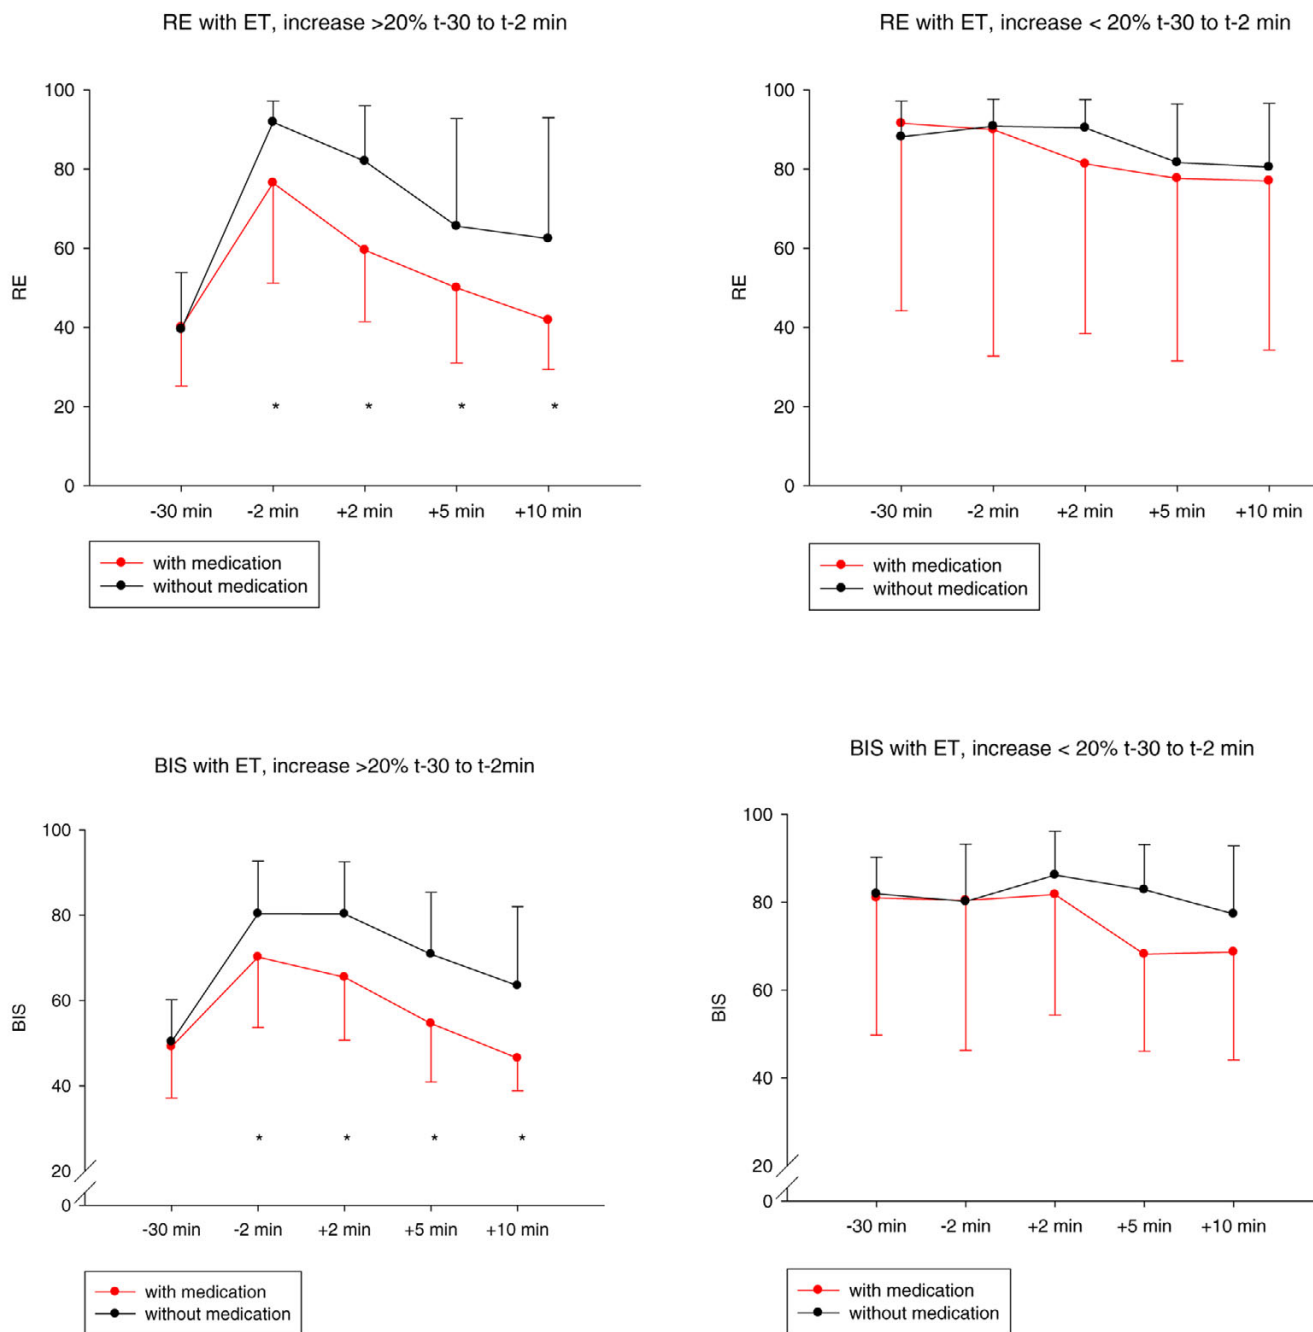 RE with ET, increase >20% t-30 to t-2 min
100
80
60
40
20
0
RE
* * * *
-30 min -2 min +2 min +5 min +10 min
with medication
without medication
RE with ET, increase < 20% t-30 to t-2 min
100
80
60
40
20
0
RE
-30 min -2 min +2 min +5 min +10 min
with medication
without medication
BIS with ET, increase >20% t-30 to t-2min
100
80
60
40
20
0
BIS
* * * *
-30 min -2 min +2 min +5 min +10 min
with medication
without medication
BIS with ET, increase < 20% t-30 to t-2 min
100
80
60
40
20
0
BIS
-30 min -2 min +2 min +5 min +10 min
with medication
without medication